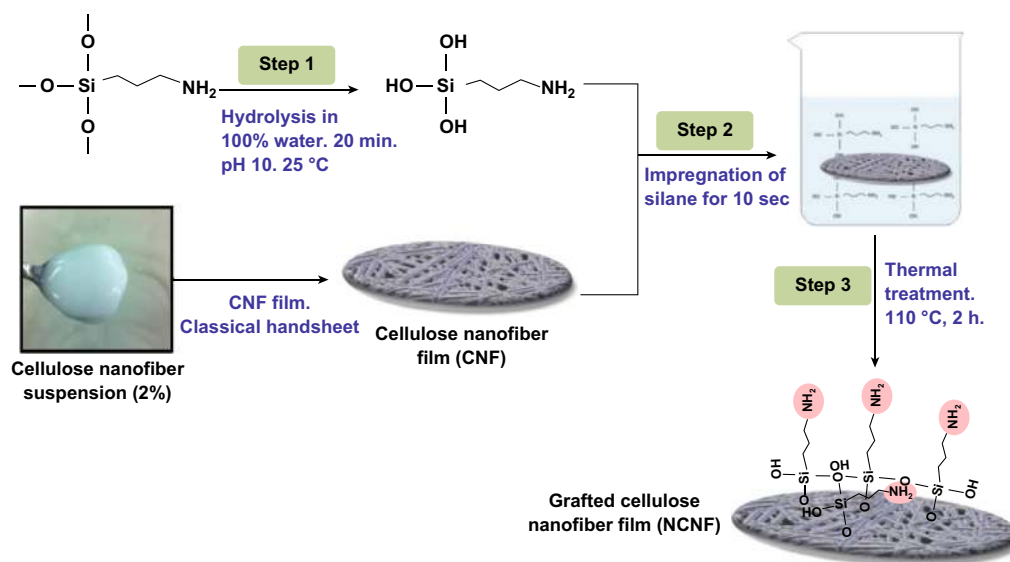 O
O
Si
O
NH2
Step 1
Hydrolysis in
100% water. 20 min.
pH 10. 25 °C
OH
HO
Si
OH
NH2
Step 2
Impregnation of
silane for 10 sec
Cellulose nanofiber
suspension (2%)
CNF film.
Classical handsheet
Cellulose nanofiber
film (CNF)
Step 3
Thermal
treatment.
110 °C, 2 h.
NH2
NH2
NH2
OH
Si
O
OH
O
Si
O
Si
OH
O
HO
Si
NH2
O
O
Grafted cellulose
nanofiber film (NCNF)